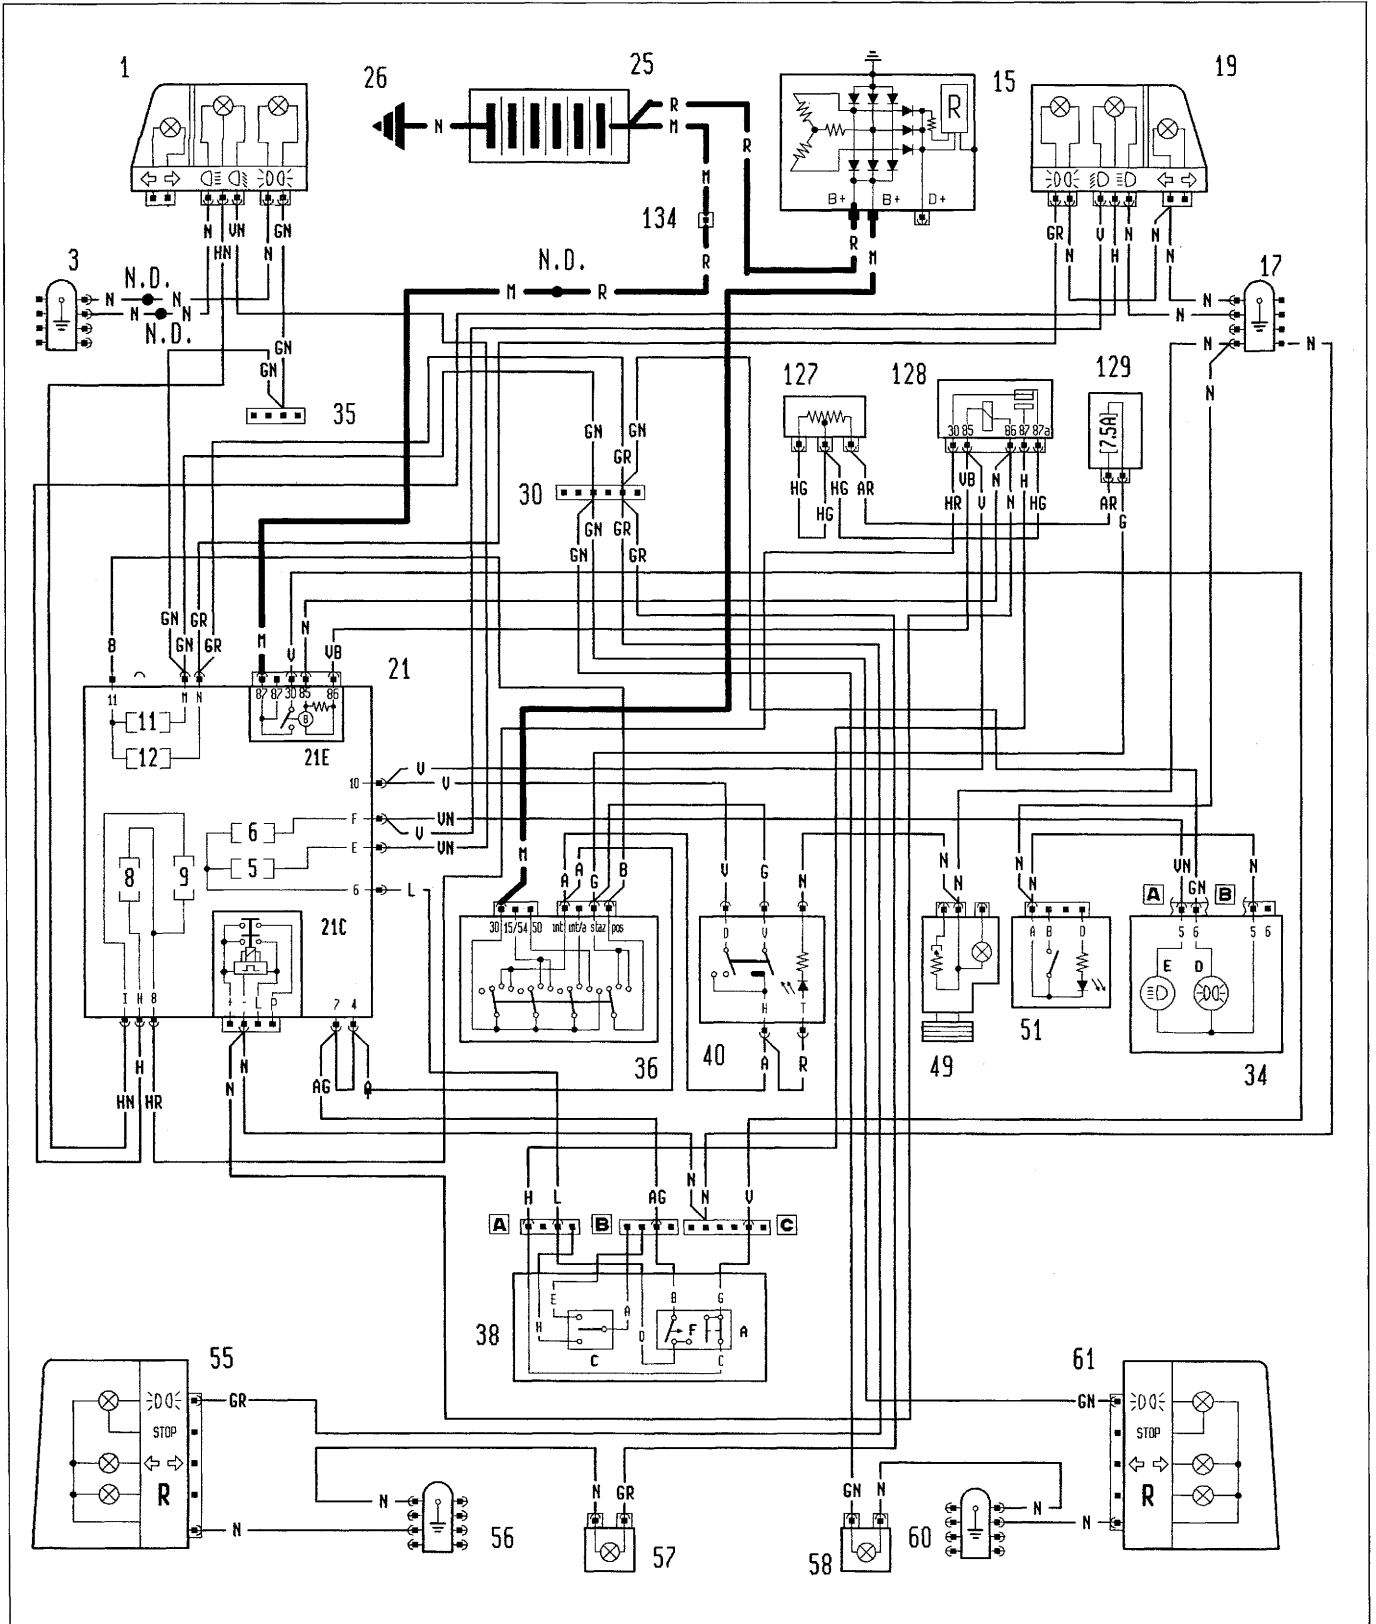 1
26
25
15
19
R
M
N
R
R
M
134
B+ B+ D+
R M
3
N.D.
N N
N N
N.D.
N HN VN N GN
GN
GN
35
N.D.
M R
R
GR N V H N N N
17
N
N
N N
N
127
128
129
30 85 86 87 87a
7.5A
HG HG HG AR
HR VB V N N H HG
AR G
GN GR GN
30
GN GN GR GR
B GN GN GR GR
M V N VB
21
11 M N
87 87 30 85 86
B
11
12
21E
10 V
V
F VN
V
E VN
6 L
6
5
8
9
21C
+ - L P
I H 8
7 4
HN H HR
N N
AG A
M
A A G B
30 15/54 50 int int/a staz pos
36
V G N
D V
H T
A R
40
N N
49
N N
A B D
51
VN GN N
A B
5 6 5 6
E D
34
H L AG N N V
A B C
E H A D B G
C F C A
38
55
GR
STOP
R
N
N
56
N GR
57
GN N
58
60
N
N
61
GN
STOP
R